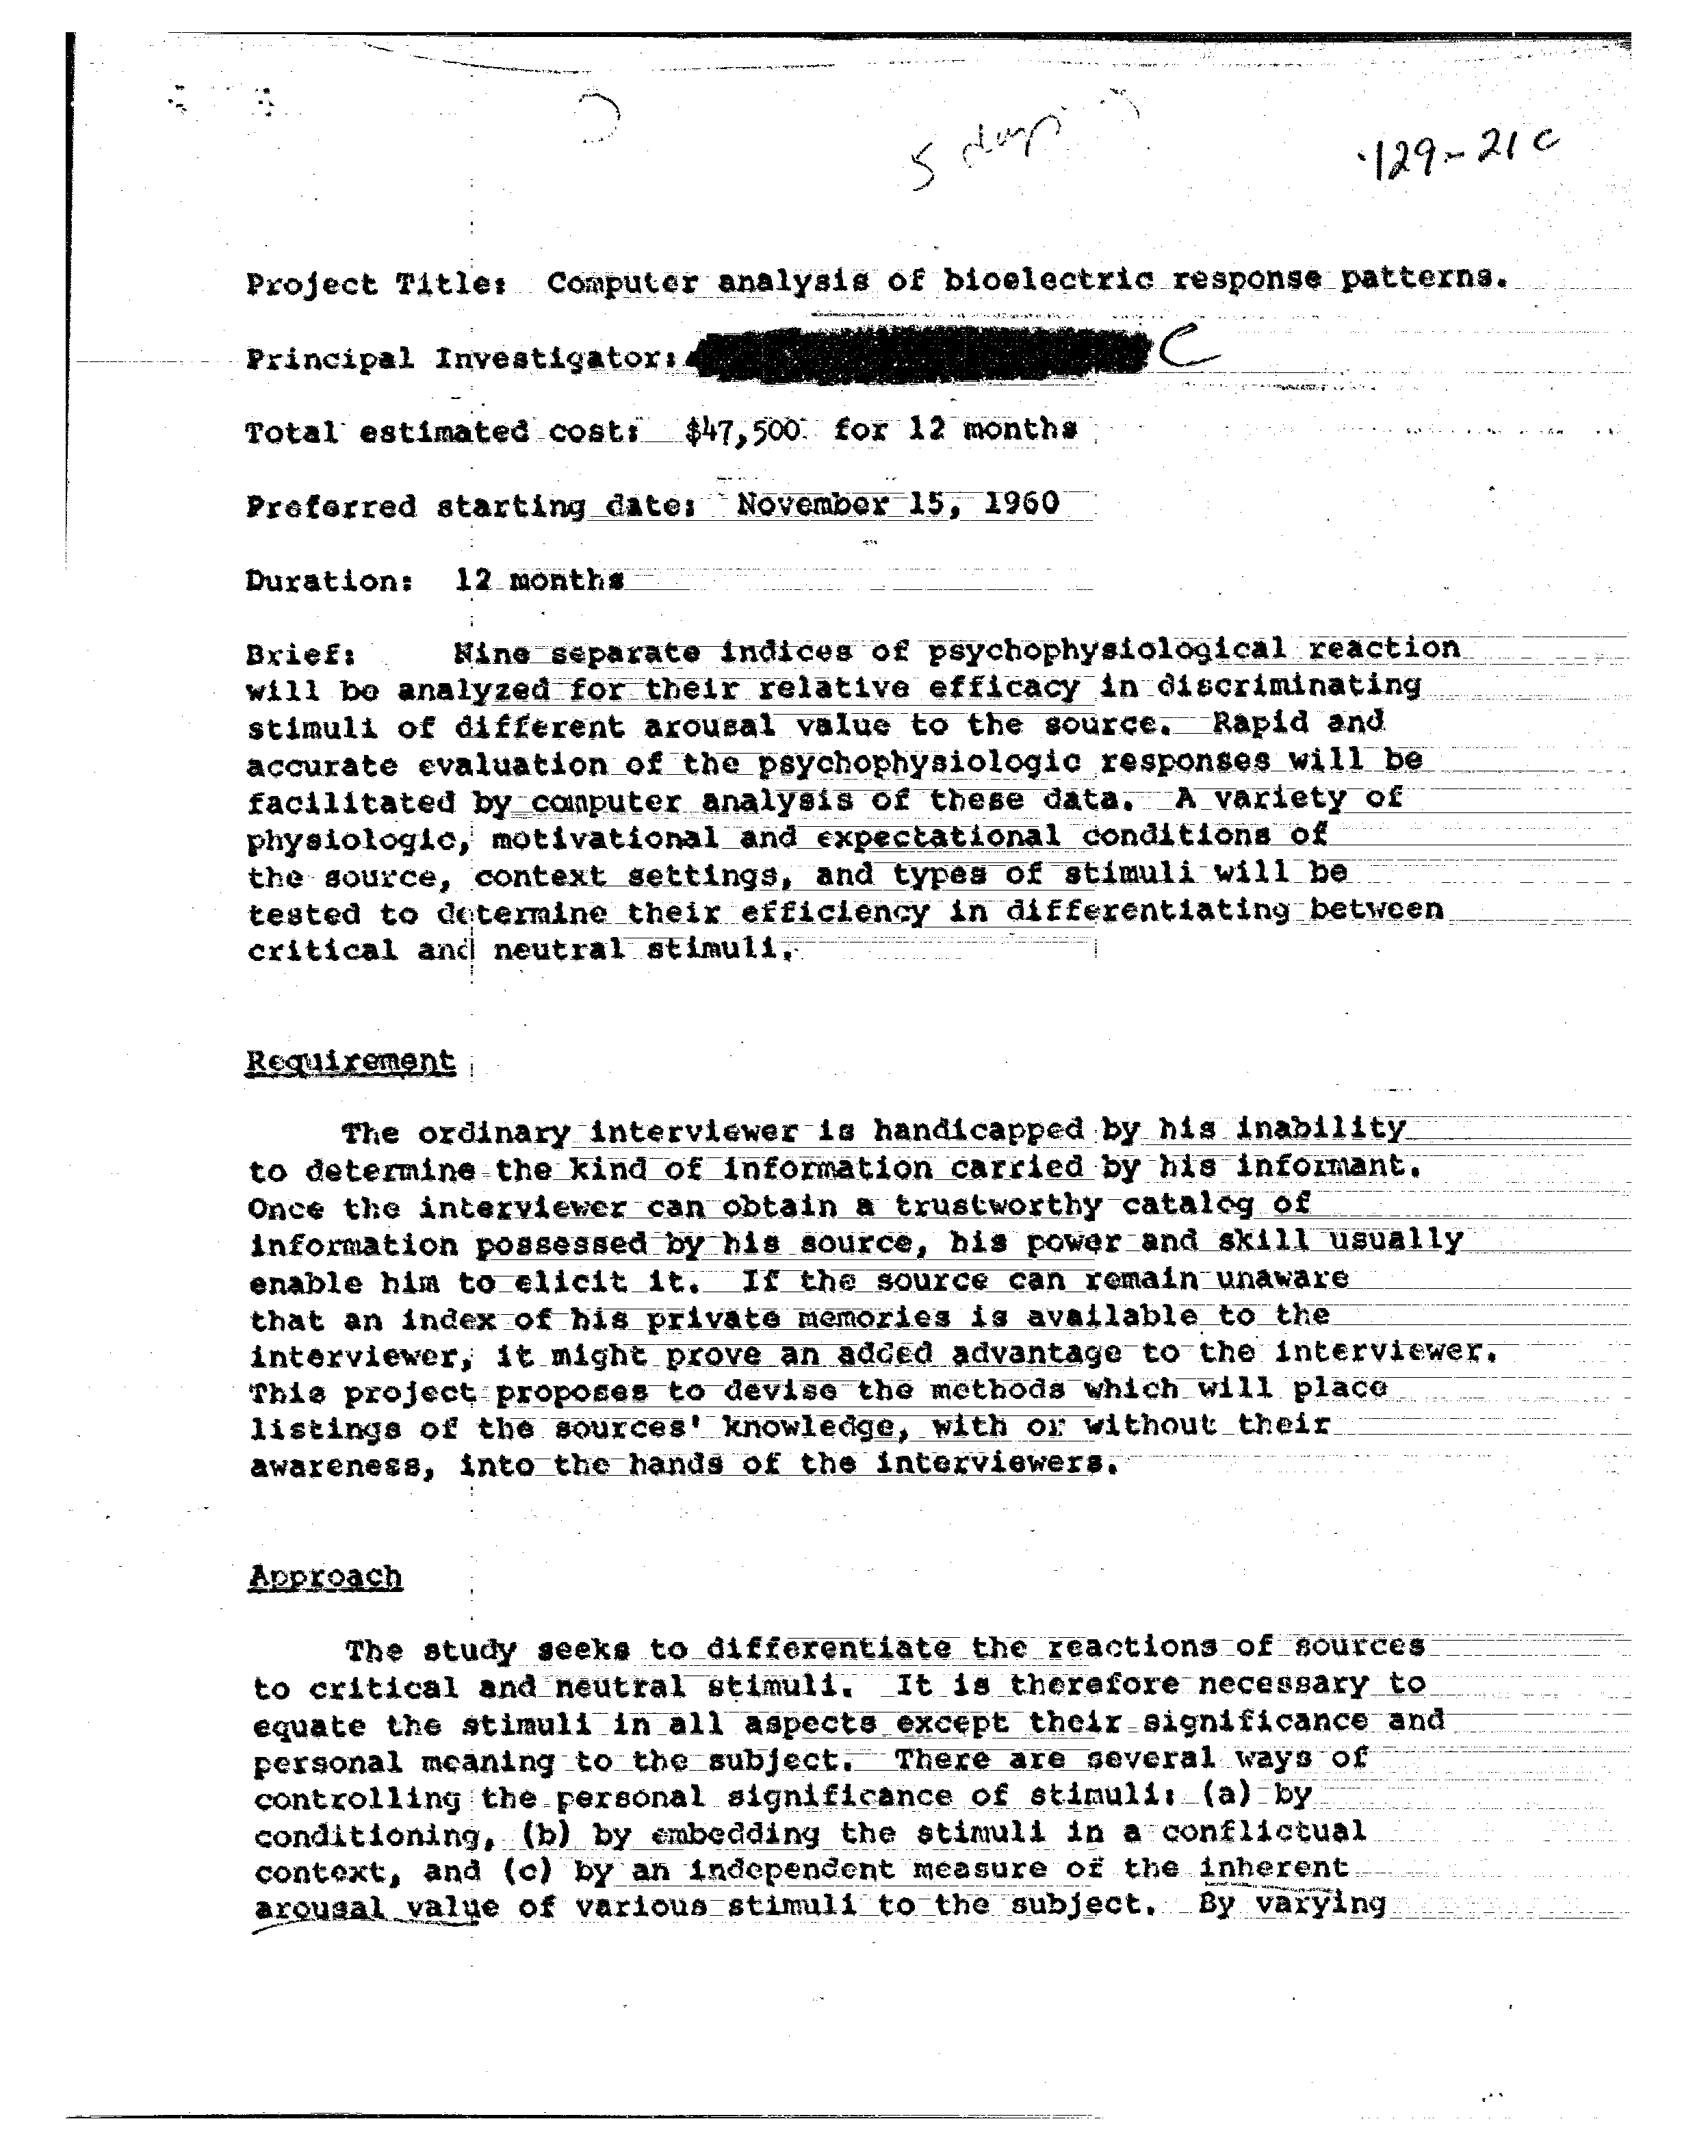 129-21 C
Project Title: Computer analysis of bioelectric response patterns.
Principal Investigator: C
Total estimated cost: $47,500. for 12 months
Preferred starting date: November 15, 1960
Duration: 12 months
Brief: Nine separate indices of psychophysiological reaction
will be analyzed for their relative efficacy in discriminating
stimuli of different arousal value to the source. Rapid and
accurate evaluation of the psychophysiologic responses will be
facilitated by computer analysis of these data. A variety of
physiologic, motivational and expectational conditions of
the source, context settings, and types of stimuli will be
tested to determine their efficiency in differentiating between
critical and neutral stimuli.
Requirement
The ordinary interviewer is handicapped by his inability
to determine the kind of information carried by his informant.
Once the interviewer can obtain a trustworthy catalog of
information possessed by his source, his power and skill usually
enable him to elicit it. If the source can remain unaware
that an index of his private memories is available to the
interviewer, it might prove an added advantage to the interviewer.
This project proposes to devise the methods which will place
listings of the sources' knowledge, with or without their
awareness, into the hands of the interviewers.
Approach
The study seeks to differentiate the reactions of sources
to critical and neutral stimuli. It is therefore necessary to
equate the stimuli in all aspects except their significance and
personal meaning to the subject. There are several ways of
controlling the personal significance of stimuli: (a) by
conditioning, (b) by embedding the stimuli in a conflictual
context, and (c) by an independent measure of the inherent
arousal value of various stimuli to the subject. By varying